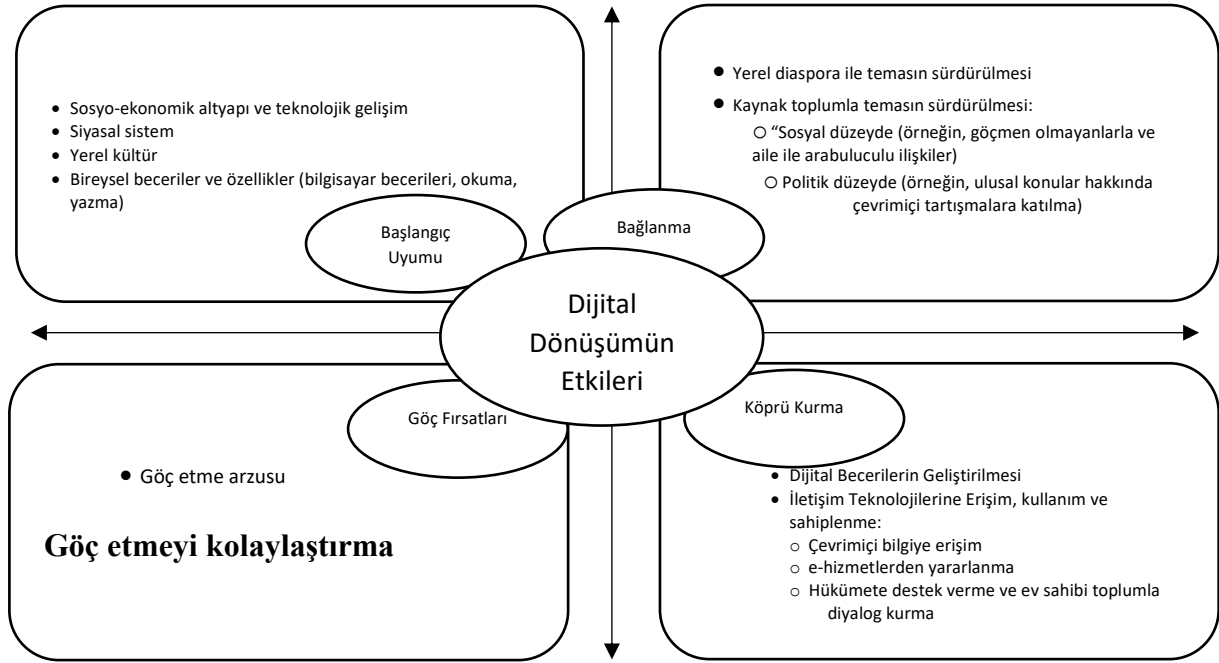 • Sosyo-ekonomik altyapı ve teknolojik gelişim
• Siyasal sistem
• Yerel kültür
• Bireysel beceriler ve özellikler (bilgisayar becerileri, okuma,
yazma)
Başlangıç
Uyumu
• Yerel diaspora ile temasın sürdürülmesi
• Kaynak toplumla temasın sürdürülmesi:
○ “Sosyal düzeyde (örneğin, göçmen olmayanlarla ve
aile ile arabuluculu ilişkiler)
○ Politik düzeyde (örneğin, ulusal konular hakkında
çevrimiçi tartışmalara katılma)
Bağlanma
Dijital
Dönüşümün
Etkileri
Göç Fırsatları
• Göç etme arzusu
Göç etmeyi kolaylaştırma
Köprü Kurma
• Dijital Becerilerin Geliştirilmesi
• İletişim Teknolojilerine Erişim, kullanım ve
sahiplenme:
○ Çevrimiçi bilgiye erişim
○ e-hizmetlerden yararlanma
○ Hükümete destek verme ve ev sahibi toplumla
diyalog kurma